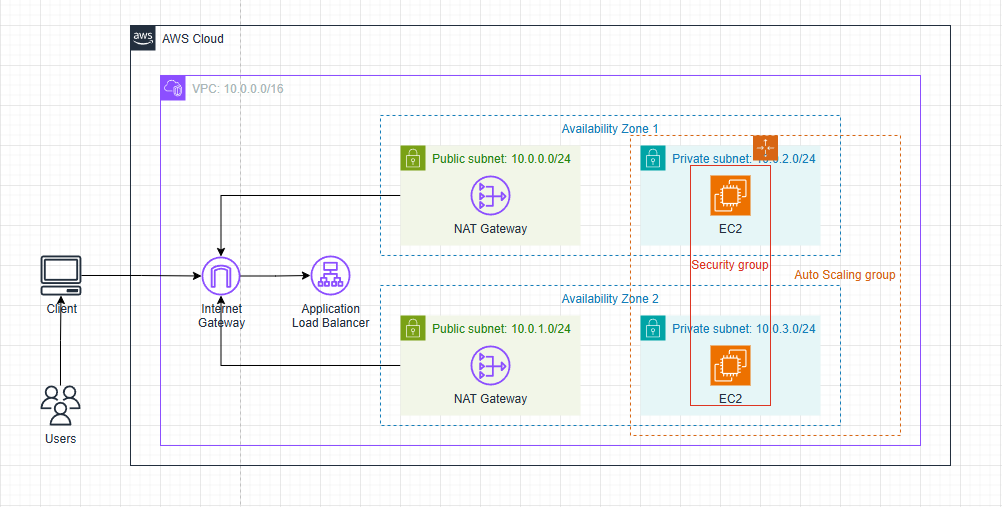 aws
AWS Cloud
VPC: 10.0.0.0/16
Availability Zone 1
Public subnet: 10.0.0.0/24
Private subnet: .2.0/24
NAT Gateway
EC2
Security group
Auto Scaling group
Client
Internet
Gateway
Application
Load Balancer
Availability Zone 2
Public subnet: 10.0.1.0/24
Private subnet: 10.0.3.0/24
NAT Gateway
EC2
Users